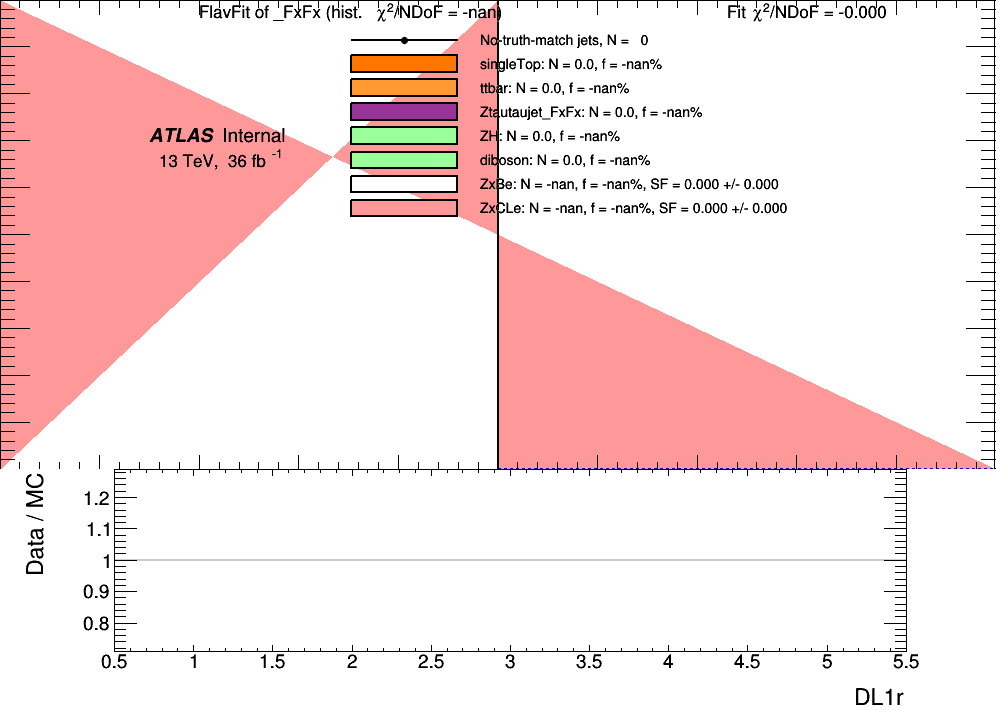 FlavFit of _FxFx (hist. χ²/NDoF = -nan)
Fit χ²/NDoF = -0.000
No-truth-match jets, N = 0
singleTop: N = 0.0, f = -nan%
ttbar: N = 0.0, f = -nan%
Ztautaujet_FxFx: N = 0.0, f = -nan%
ATLAS Internal
ZH: N = 0.0, f = -nan%
13 TeV, 36 fb⁻¹
diboson: N = 0.0, f = -nan%
ZxBe: N = -nan, f = -nan%, SF = 0.000 +/- 0.000
ZxCLe: N = -nan, f = -nan%, SF = 0.000 +/- 0.000
Data / MC
1.2
1.1
1
0.9
0.8
0.5 1 1.5 2 2.5 3 3.5 4 4.5 5 5.5
DL1r